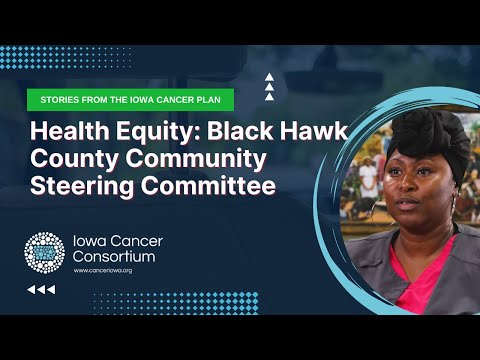 STORIES FROM THE IOWA CANCER PLAN
Health Equity: Black Hawk
County Community
Steering Committee
Iowa Cancer
Consortium
www.canceriowa.org